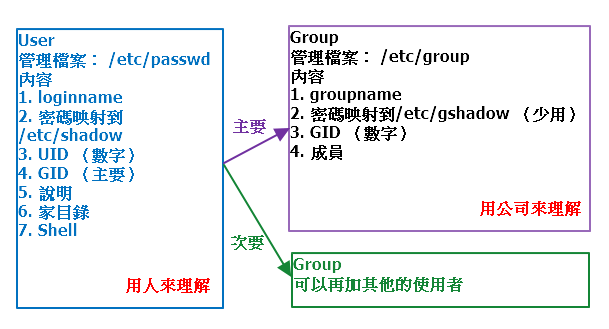 User
管理檔案： /etc/passwd
內容
1. loginname
2. 密碼映射到
/etc/shadow
3. UID （數字）
4. GID （主要）
5. 說明
6. 家目錄
7. Shell
用人來理解
主要
次要
Group
管理檔案： /etc/group
內容
1. groupname
2. 密碼映射到/etc/gshadow （少用）
3. GID （數字）
4. 成員
用公司來理解
Group
可以再加其他的使用者